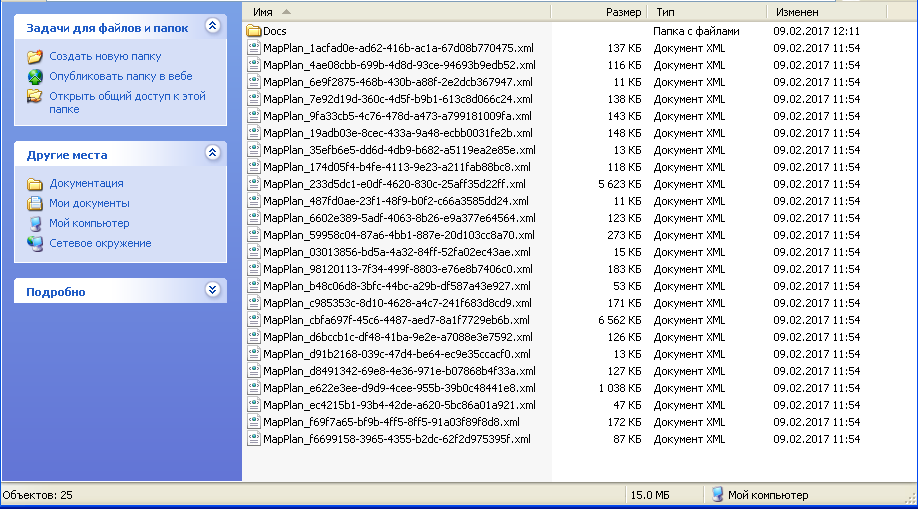 Задачи для файлов и папок
Создать новую папку
Опубликовать папку в вебе
Открыть общий доступ к этой
папке
Другие места
Документация
Мои документы
Мой компьютер
Сетевое окружение
Подробно
Имя Размер Тип Изменен
Docs Папка с файлами 09.02.2017 12:11
MapPlan_1acfad0e-ad62-416b-ac1a-67d08b770475.xml 137 КБ Документ XML 09.02.2017 11:54
MapPlan_4ae08cbb-699b-4d8d-93ce-94693b9edb52.xml 116 КБ Документ XML 09.02.2017 11:54
MapPlan_6e9f2875-468b-430b-a88f-2e2dcb367947.xml 11 КБ Документ XML 09.02.2017 11:54
MapPlan_7e92d19d-360c-4d5f-b9b1-613c8d066c24.xml 138 КБ Документ XML 09.02.2017 11:54
MapPlan_9fa33cb5-4c76-478d-a473-a799181009fa.xml 143 КБ Документ XML 09.02.2017 11:54
MapPlan_19adb03e-8cec-433a-9a48-ecbb0031fe2b.xml 148 КБ Документ XML 09.02.2017 11:54
MapPlan_35efb6e5-dd6d-4db9-b682-a5119ea2e85e.xml 13 КБ Документ XML 09.02.2017 11:54
MapPlan_174d05f4-b4fe-4113-9e23-a211fab88bc8.xml 118 КБ Документ XML 09.02.2017 11:54
MapPlan_233d5dc1-e0df-4620-830c-25aff35d22ff.xml 5 623 КБ Документ XML 09.02.2017 11:54
MapPlan_487fd0ae-23f1-48f9-b0f2-c66a3585dd24.xml 11 КБ Документ XML 09.02.2017 11:54
MapPlan_6602e389-5adf-4063-8b26-e9a377e64564.xml 123 КБ Документ XML 09.02.2017 11:54
MapPlan_59958c04-87a6-4bb1-887e-20d103cc8a70.xml 273 КБ Документ XML 09.02.2017 11:54
MapPlan_03013856-bd5a-4a32-84ff-52fa02ec43ae.xml 15 КБ Документ XML 09.02.2017 11:54
MapPlan_98120113-7f34-499f-8803-e76e8b7406c0.xml 183 КБ Документ XML 09.02.2017 11:54
MapPlan_b48c06d8-3bfc-44bc-a29b-df587a43e927.xml 53 КБ Документ XML 09.02.2017 11:54
MapPlan_c985353c-8d10-4628-a4c7-241f683d8cd9.xml 171 КБ Документ XML 09.02.2017 11:54
MapPlan_cbfa697f-45c6-4487-aed7-8a1f7729eb6b.xml 6 562 КБ Документ XML 09.02.2017 11:54
MapPlan_d6bccb1c-df48-41ba-9e2e-a7088e3e7592.xml 126 КБ Документ XML 09.02.2017 11:54
MapPlan_d91b2168-039c-47d4-be64-ec9e35ccacf0.xml 13 КБ Документ XML 09.02.2017 11:54
MapPlan_d8491342-69e8-4e36-971e-b07868b4f33a.xml 127 КБ Документ XML 09.02.2017 11:54
MapPlan_e622e3ee-d9d9-4cee-955b-39b0c48441e8.xml 1 038 КБ Документ XML 09.02.2017 11:54
MapPlan_ec4215b1-93b4-42de-a620-5bc86a01a921.xml 47 КБ Документ XML 09.02.2017 11:54
MapPlan_f69f7a65-bf9b-4ff5-8ff5-91a03f89f8d8.xml 172 КБ Документ XML 09.02.2017 11:54
MapPlan_f6699158-3965-4355-b2dc-62f2d975395f.xml 87 КБ Документ XML 09.02.2017 11:54
Объектов: 25 15.0 МБ Мой компьютер